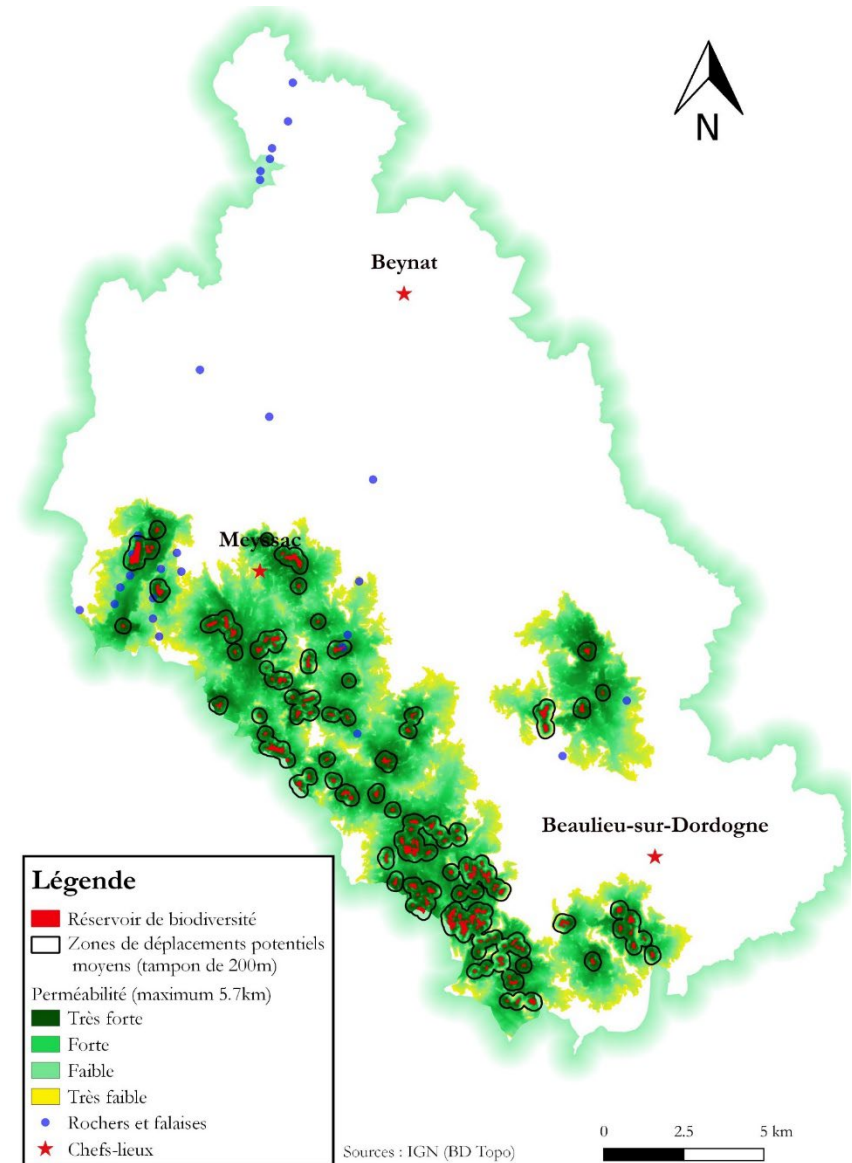 N
Beynat
Meyssac
Beaulieu-sur-Dordogne
Légende
Réservoir de biodiversité
Zones de déplacements potentiels
moyens (tampon de 200m)
Perméabilité (maximum 5.7km)
Très forte
Forte
Faible
Très faible
Rochers et falaises
Chefs-lieux
Sources : IGN (BD Topo)
0 2.5 5 km